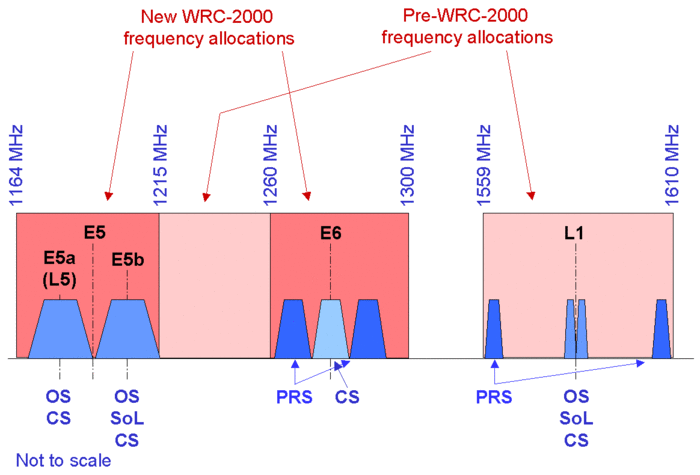 New WRC-2000
frequency allocations
Pre-WRC-2000
frequency allocations
1164 MHz
1215 MHz
1260 MHz
1300 MHz
1559 MHz
1610 MHz
E5
E5a
(L5)
E5b
E6
L1
OS
CS
OS
SoL
CS
PRS
CS
PRS
OS
SoL
CS
Not to scale